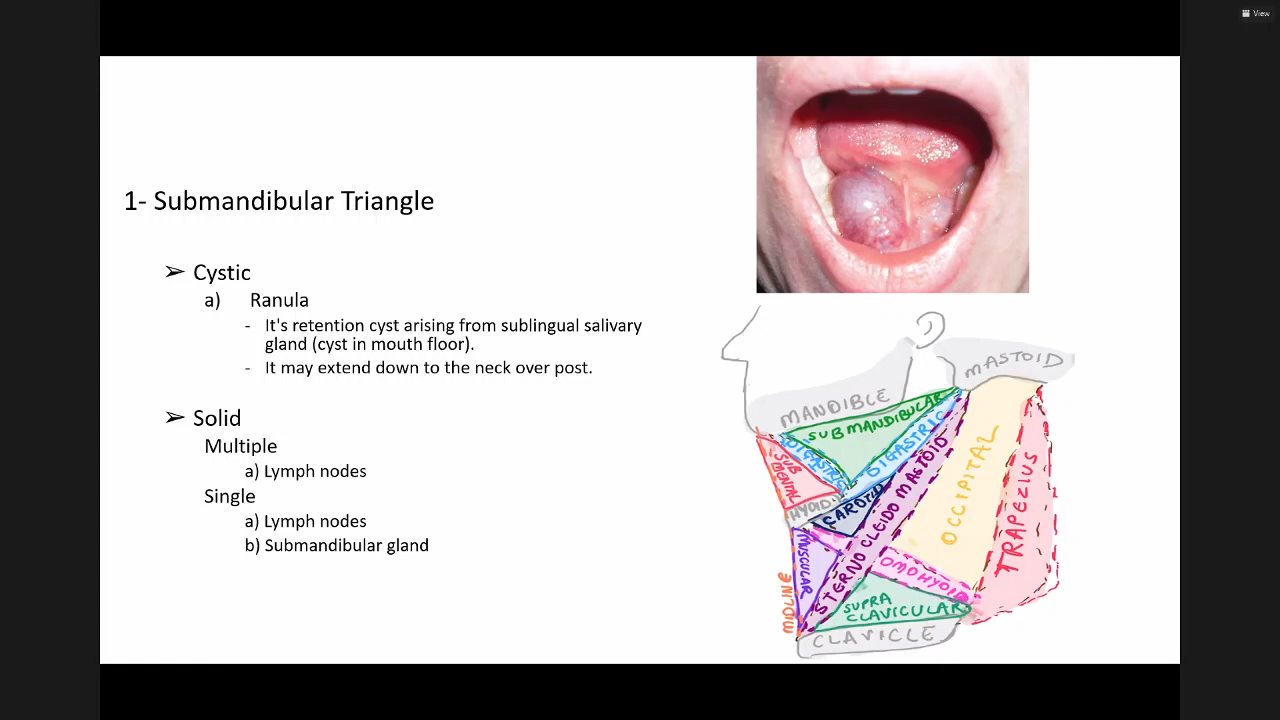 View
1- Submandibular Triangle
➢ Cystic
a) Ranula
- It's retention cyst arising from sublingual salivary
gland (cyst in mouth floor).
- It may extend down to the neck over post.
➢ Solid
Multiple
a) Lymph nodes
Single
a) Lymph nodes
b) Submandibular gland
MASTOID
MANDIBLE
SUBMANDIBULAR
DIGASTRIC
DIGASTRIC
SUB
MENTAL
HYOID
CAROTID
STERNO CLEIDO MASTOID
OCCIPITAL
TRAPEZIUS
MUSCULAR
OMOHYOID
MIDLINE
SUPRA
CLAVICULAR
CLAVICLE